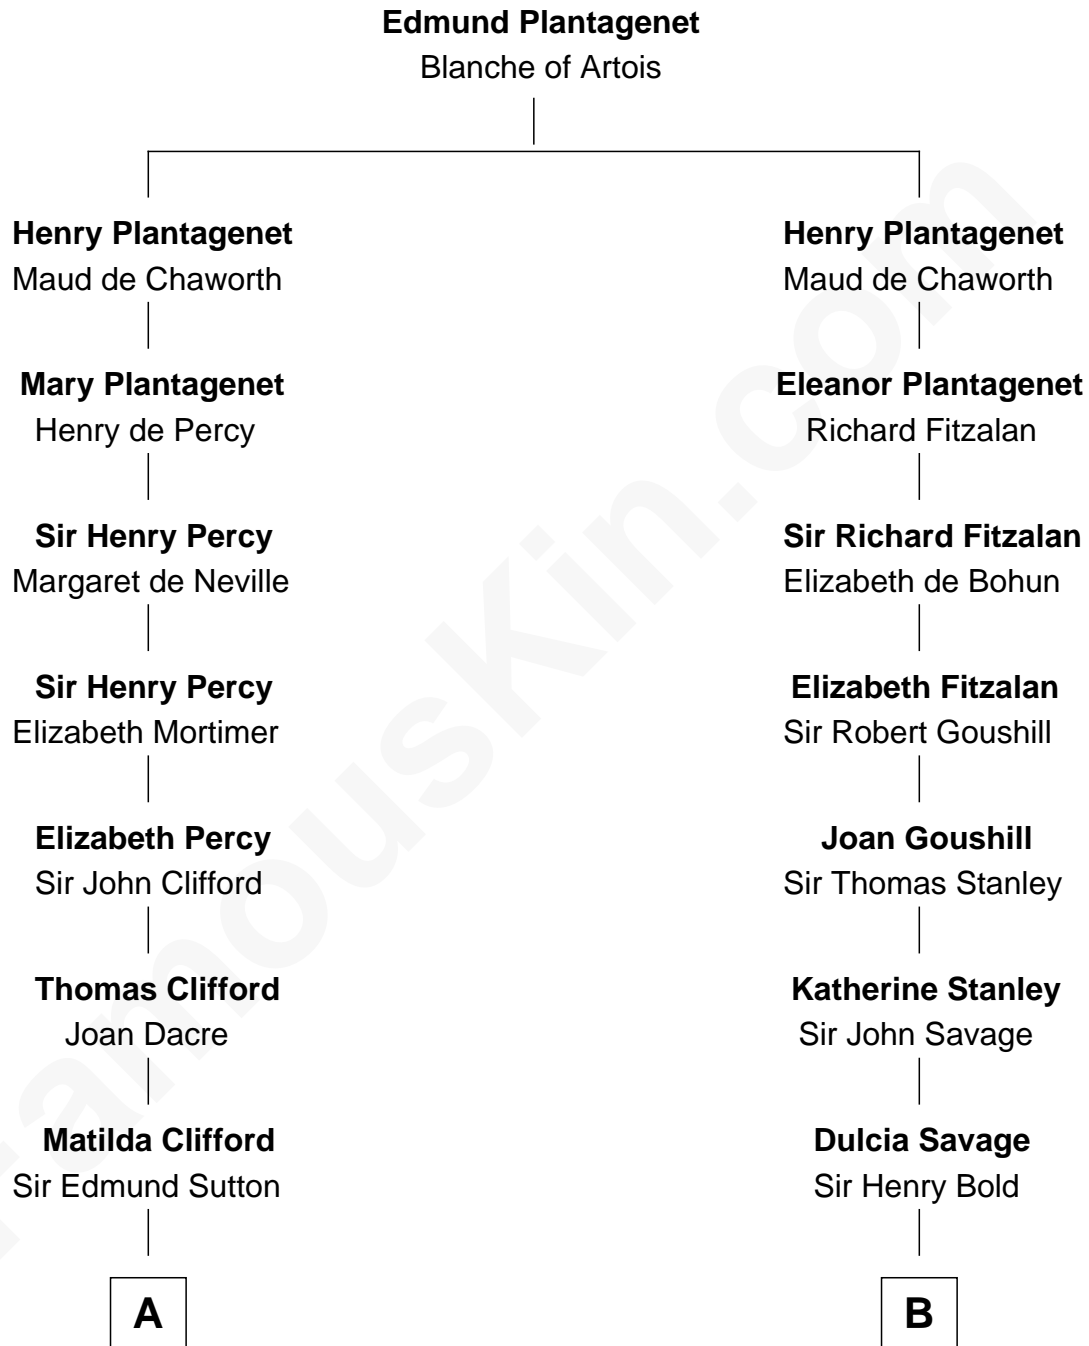 Edmund Plantagenet
Blanche of Artois
Henry Plantagenet
Maud de Chaworth
Mary Plantagenet
Henry de Percy
Sir Henry Percy
Margaret de Neville
Sir Henry Percy
Elizabeth Mortimer
Elizabeth Percy
Sir John Clifford
Thomas Clifford
Joan Dacre
Matilda Clifford
Sir Edmund Sutton
A
Henry Plantagenet
Maud de Chaworth
Eleanor Plantagenet
Richard Fitzalan
Sir Richard Fitzalan
Elizabeth de Bohun
Elizabeth Fitzalan
Sir Robert Goushill
Joan Goushill
Sir Thomas Stanley
Katherine Stanley
Sir John Savage
Dulcia Savage
Sir Henry Bold
B
FamousKin.com